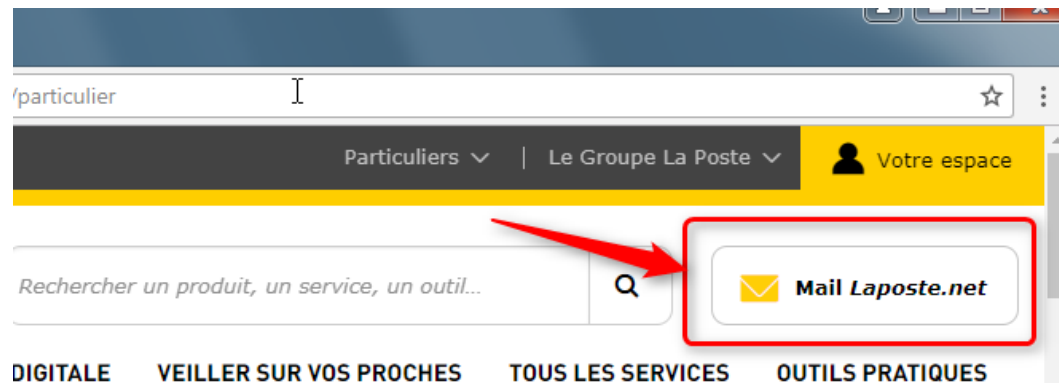 /particulier
Particuliers | Le Groupe La Poste Votre espace
Rechercher un produit, un service, un outil... Mail Laposte.net
DIGITALE VEILLER SUR VOS PROCHES TOUS LES SERVICES OUTILS PRATIQUES